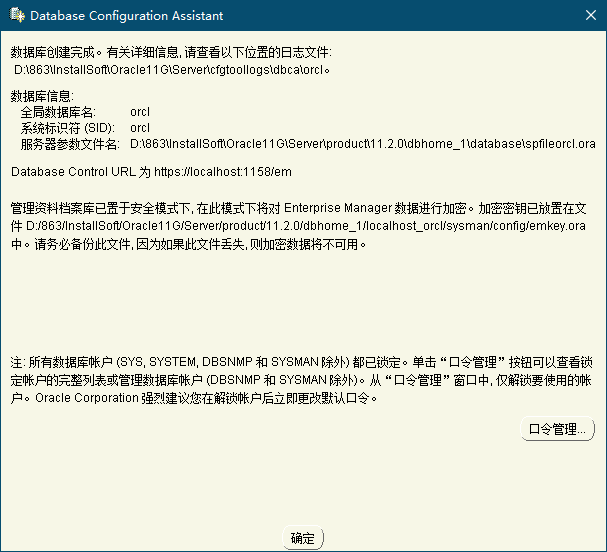 Database Configuration Assistant
数据库创建完成。有关详细信息, 请查看以下位置的日志文件:
D:\863\InstallSoft\Oracle11G\Server\cfgtoollogs\dbca\orcl。
数据库信息:
全局数据库名: orcl
系统标识符 (SID): orcl
服务器参数文件名: D:\863\InstallSoft\Oracle11G\Server\product\11.2.0\dbhome_1\database\spfileorcl.ora
Database Control URL 为 https://localhost:1158/em
管理资料档案库已置于安全模式下, 在此模式下将对 Enterprise Manager 数据进行加密。加密密钥已放置在文
件 D:/863/InstallSoft/Oracle11G/Server/product/11.2.0/dbhome_1/localhost_orcl/sysman/config/emkey.ora
中。请务必备份此文件, 因为如果此文件丢失, 则加密数据将不可用。
注: 所有数据库帐户 (SYS, SYSTEM, DBSNMP 和 SYSMAN 除外) 都已锁定。单击“口令管理”按钮可以查看锁
定帐户的完整列表或管理数据库帐户 (DBSNMP 和 SYSMAN 除外)。从“口令管理”窗口中, 仅解锁要使用的帐
户。Oracle Corporation 强烈建议您在解锁帐户后立即更改默认口令。
口令管理...
确定